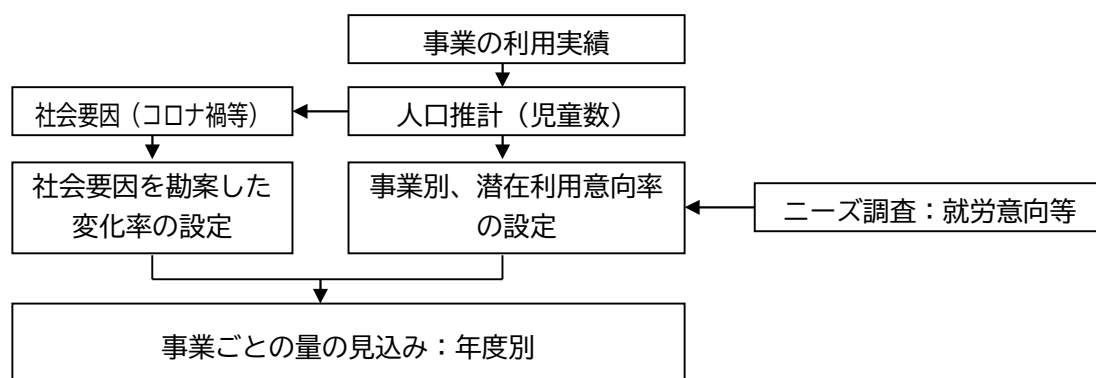 事業の利用実績
社会要因（コロナ禍等）
人口推計（児童数）
社会要因を勘案した
変化率の設定
事業別、潜在利用意向率
の設定
ニーズ調査：就労意向等
事業ごとの量の見込み：年度別